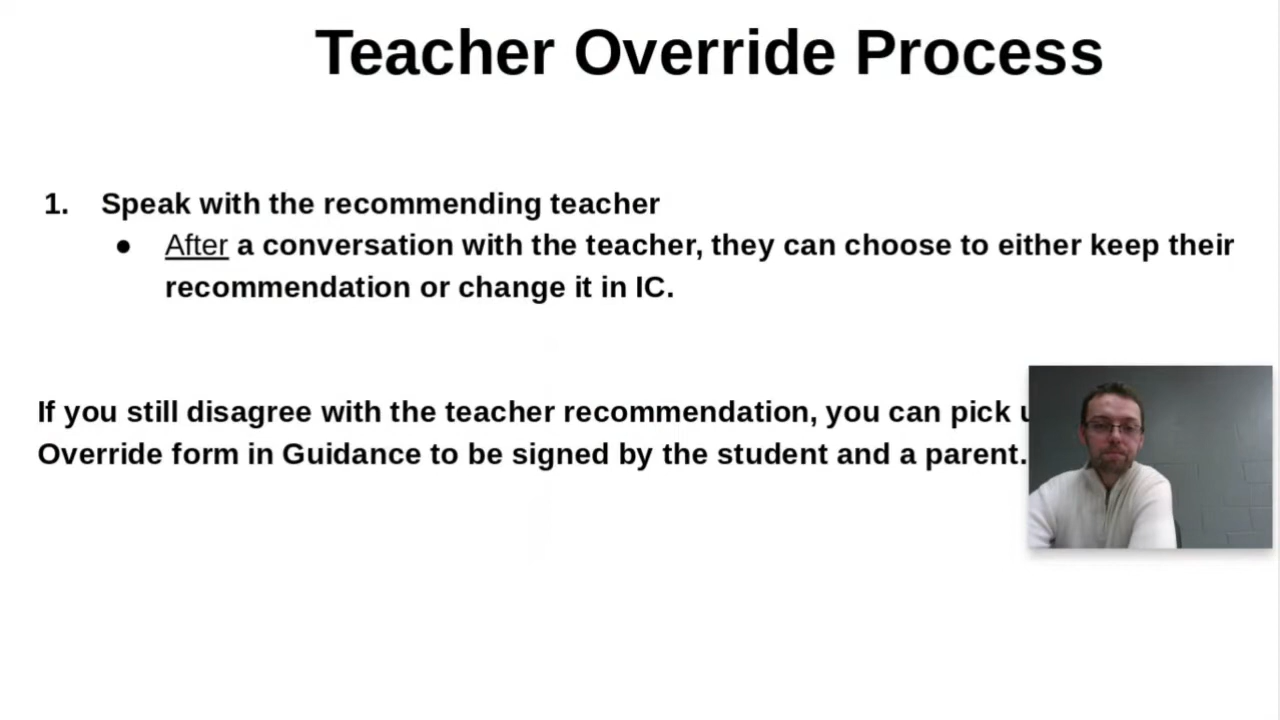 Teacher Override Process
1. Speak with the recommending teacher
● After a conversation with the teacher, they can choose to either keep their
recommendation or change it in IC.
If you still disagree with the teacher recommendation, you can pick
Override form in Guidance to be signed by the student and a parent.